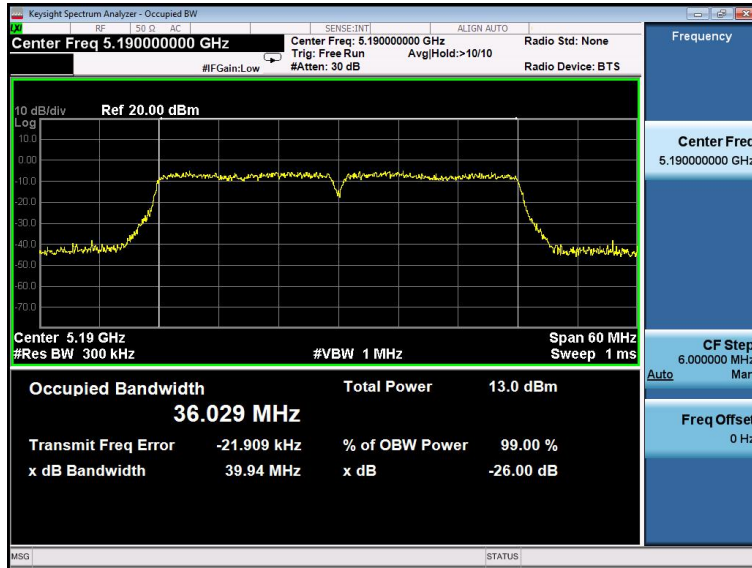 Keysight Spectrum Analyzer - Occupied BW
LXI RF 50 Ω AC SENSE:INT ALIGN AUTO
Center Freq 5.190000000 GHz
Center Freq: 5.190000000 GHz Radio Std: None
Trig: Free Run Avg|Hold:>10/10
#IFGain:Low #Atten: 30 dB Radio Device: BTS
10 dB/div Ref 20.00 dBm
Log
10.0
0.00
-10.0
-20.0
-30.0
-40.0
-50.0
-60.0
-70.0
Center 5.19 GHz Span 60 MHz
#Res BW 300 kHz #VBW 1 MHz Sweep 1 ms
Occupied Bandwidth Total Power 13.0 dBm
36.029 MHz
Transmit Freq Error -21.909 kHz % of OBW Power 99.00 %
x dB Bandwidth 39.94 MHz x dB -26.00 dB
MSG STATUS
Frequency
Center Freq
5.190000000 GHz
CF Step
6.000000 MHz
Auto Man
Freq Offset
0 Hz